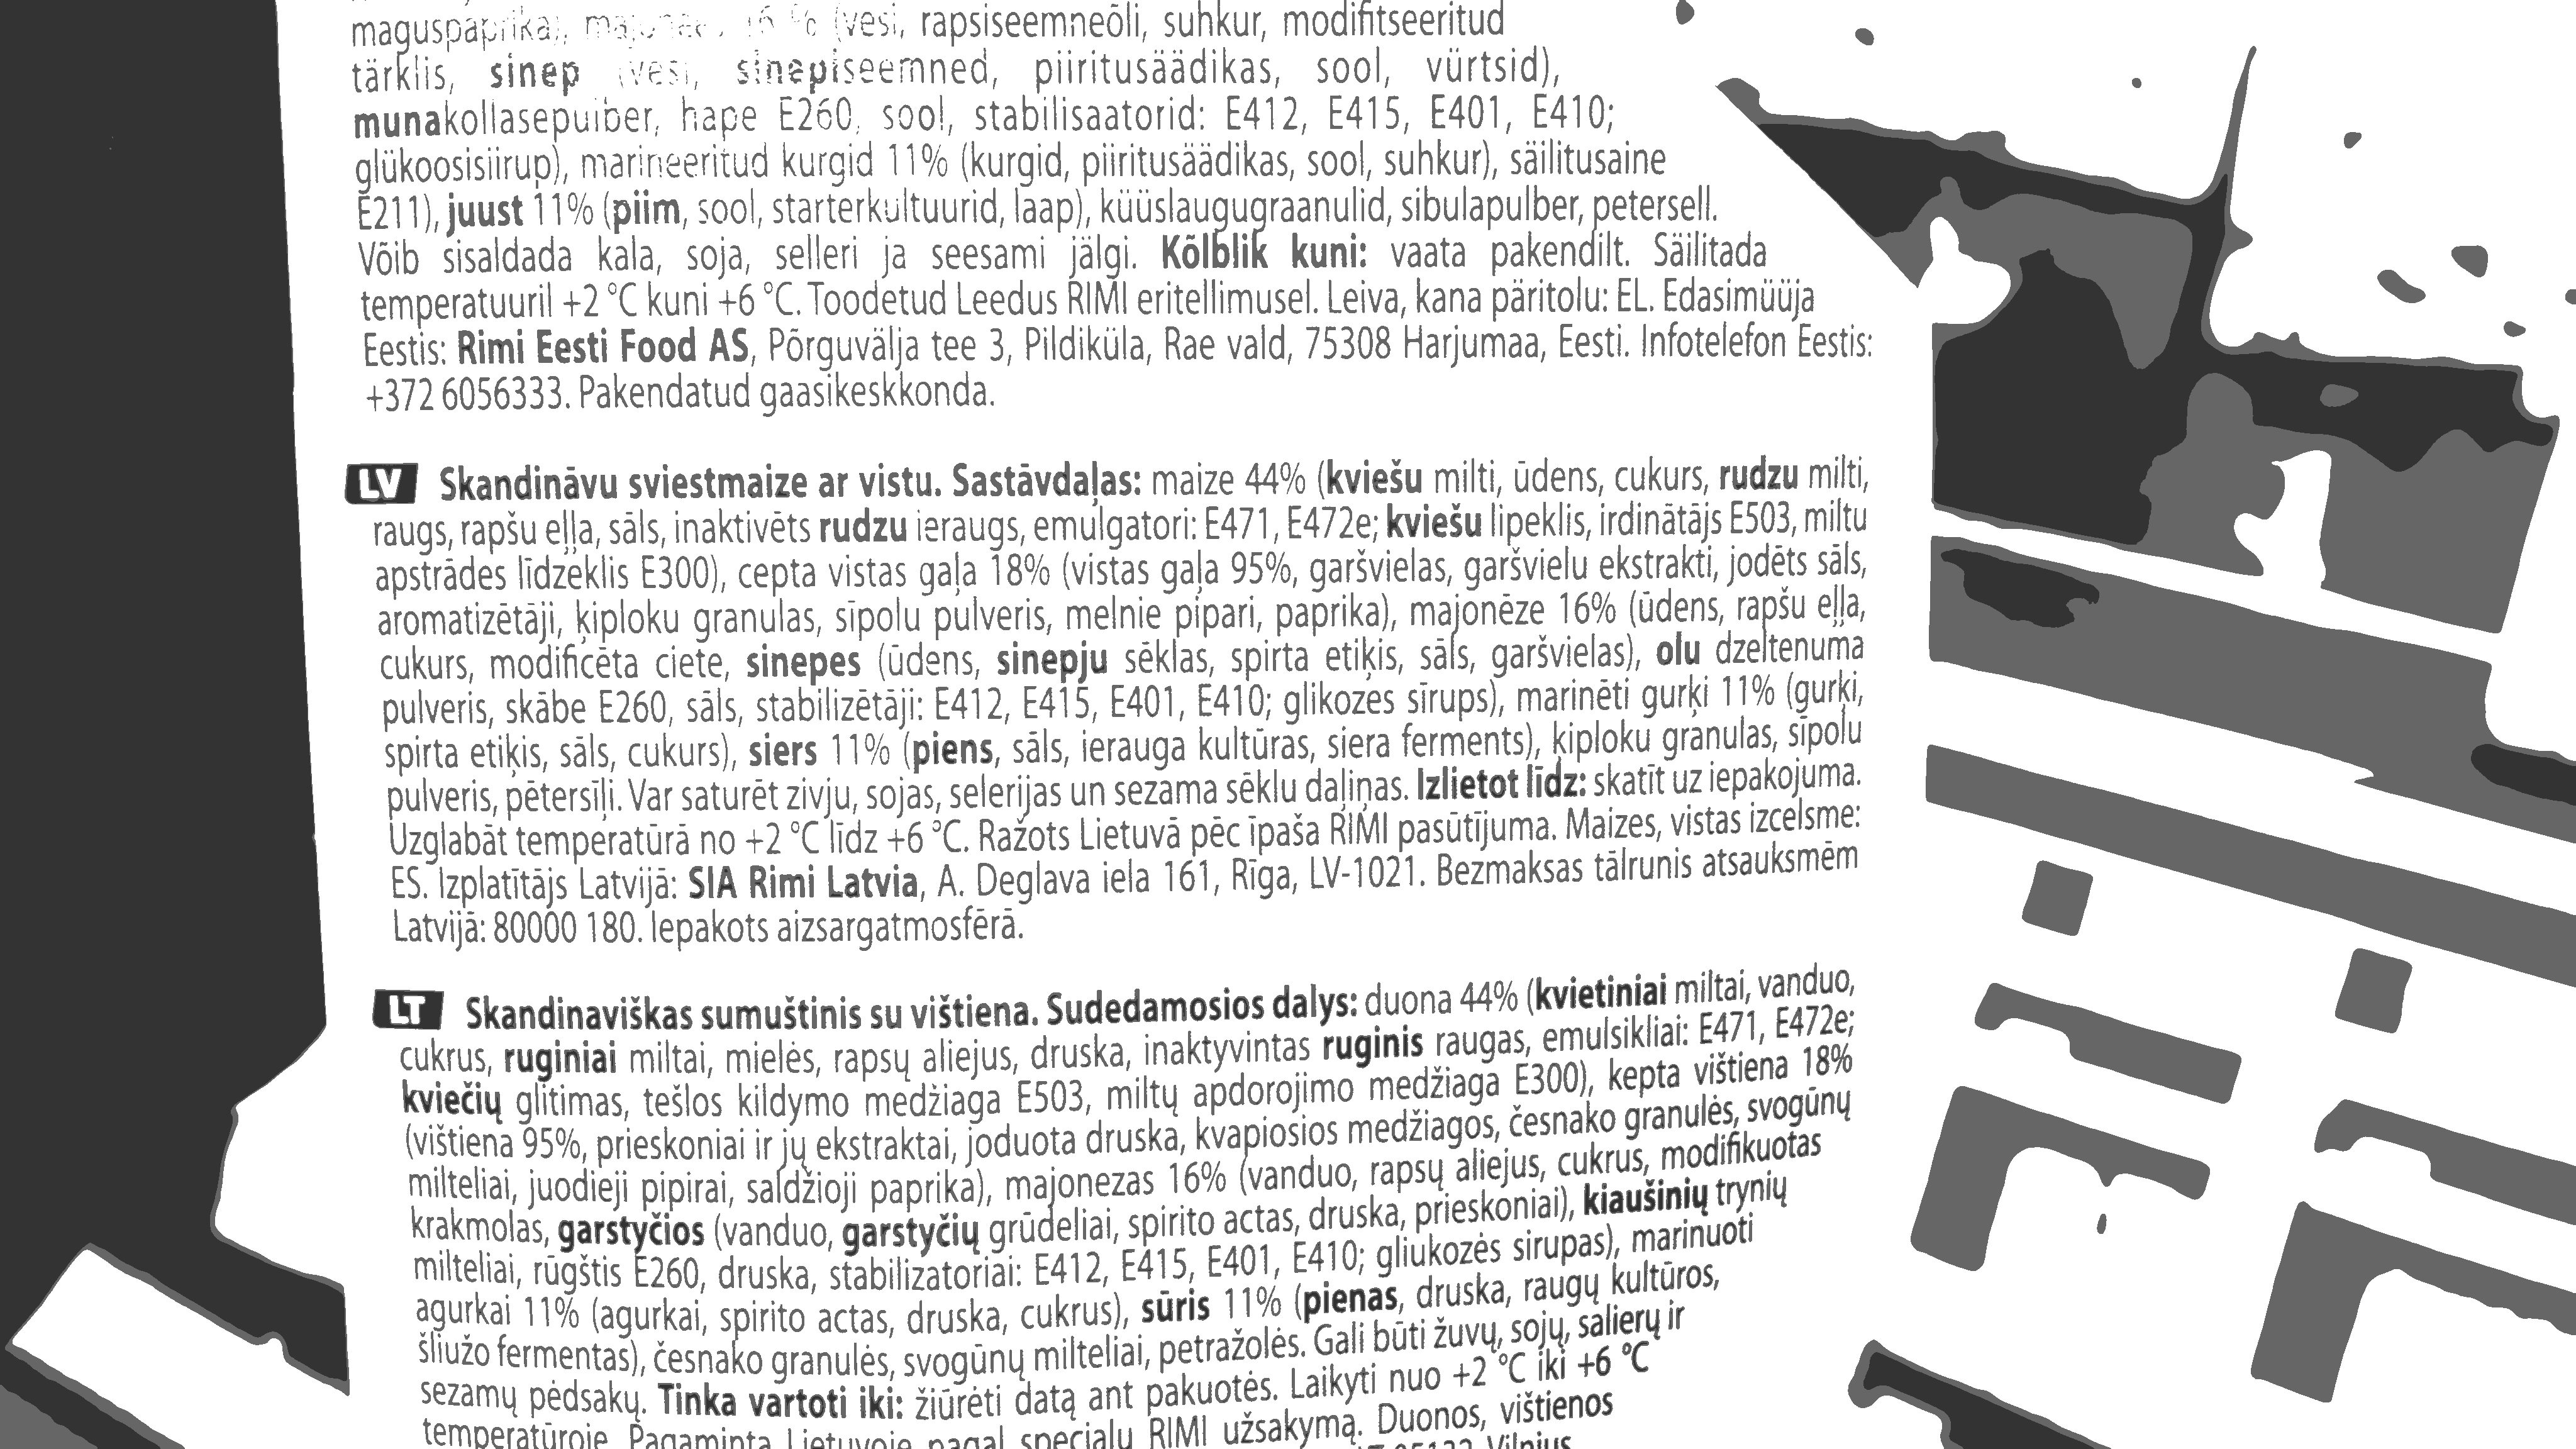 maguspaprika), majonees 16 % (vesi, rapsiseemneõli, suhkur, modifitseeritud
tärklis, sinep (vesi, sinepiseemned, piiritusäädikas, sool, vürtsid),
munakollasepulber, hape E260, sool, stabilisaatorid: E412, E415, E401, E410;
glükoosisiirup), marineeritud kurgid 11% (kurgid, piiritusäädikas, sool, suhkur), säilitusaine
E211), juust 11% (piim, sool, starterkultuurid, laap), küüslaugugraanulid, sibulapulber, petersell.
Võib sisaldada kala, soja, selleri ja seesami jälgi. Kõlblik kuni: vaata pakendilt. Säilitada
temperatuuril +2 °C kuni +6 °C. Toodetud Leedus RIMI eritellimusel. Leiva, kana päritolu: EL. Edasimüüja
Eestis: Rimi Eesti Food AS, Põrguvälja tee 3, Pildiküla, Rae vald, 75308 Harjumaa, Eesti. Infotelefon Eestis:
+372 6056333. Pakendatud gaasikeskkonda.
LV Skandināvu sviestmaize ar vistu. Sastāvdaļas: maize 44% (kviešu milti, ūdens, cukurs, rudzu milti,
raugs, rapšu eļļa, sāls, inaktivēts rudzu ieraugs, emulgatori: E471, E472e; kviešu lipeklis, irdinātājs E503, miltu
apstrādes līdzeklis E300), cepta vistas gaļa 18% (vistas gaļa 95%, garšvielas, garšvielu ekstrakti, jodēts sāls,
aromatizētāji, ķiploku granulas, sīpolu pulveris, melnie pipari, paprika), majonēze 16% (ūdens, rapšu eļļa,
cukurs, modificēta ciete, sinepes (ūdens, sinepju sēklas, spirta etiķis, sāls, garšvielas), olu dzeltenuma
pulveris, skābe E260, sāls, stabilizētāji: E412, E415, E401, E410; glikozes sīrups), marinēti gurķi 11% (gurķi,
spirta etiķis, sāls, cukurs), siers 11% (piens, sāls, ierauga kultūras, siera ferments), ķiploku granulas, sīpolu
pulveris, pētersīļi. Var saturēt zivju, sojas, selerijas un sezama sēklu daļiņas. Izlietot līdz: skatīt uz iepakojuma.
Uzglabāt temperatūrā no +2 °C līdz +6 °C. Ražots Lietuvā pēc īpaša RIMI pasūtījuma. Maizes, vistas izcelsme:
ES. Izplatītājs Latvijā: SIA Rimi Latvia, A. Deglava iela 161, Rīga, LV-1021. Bezmaksas tālrunis atsauksmēm
Latvijā: 80000 180. Iepakots aizsargatmosfērā.
LT Skandinaviškas sumuštinis su vištiena. Sudedamosios dalys: duona 44% (kvietiniai miltai, vanduo,
cukrus, ruginiai miltai, mielės, rapsų aliejus, druska, inaktyvintas ruginis raugas, emulsikliai: E471, E472e;
kviečių glitimas, tešlos kildymo medžiaga E503, miltų apdorojimo medžiaga E300), kepta vištiena 18%
(vištiena 95%, prieskoniai ir jų ekstraktai, joduota druska, kvapiosios medžiagos, česnako granulės, svogūnų
milteliai, juodieji pipirai, saldžioji paprika), majonezas 16% (vanduo, rapsų aliejus, cukrus, modifikuotas
krakmolas, garstyčios (vanduo, garstyčių grūdeliai, spirito actas, druska, prieskoniai), kiaušinių trynių
milteliai, rūgštis E260, druska, stabilizatoriai: E412, E415, E401, E410; gliukozės sirupas), marinuoti
agurkai 11% (agurkai, spirito actas, druska, cukrus), sūris 11% (pienas, druska, raugų kultūros,
šliužo fermentas), česnako granulės, svogūnų milteliai, petražolės. Gali būti žuvų, sojų, salierų ir
sezamų pėdsakų. Tinka vartoti iki: žiūrėti datą ant pakuotės. Laikyti nuo +2 °C iki +6 °C
temperatūroje. Pagaminta Lietuvoje pagal specialų RIMI užsakymą. Duonos, vištienos
Vilnius